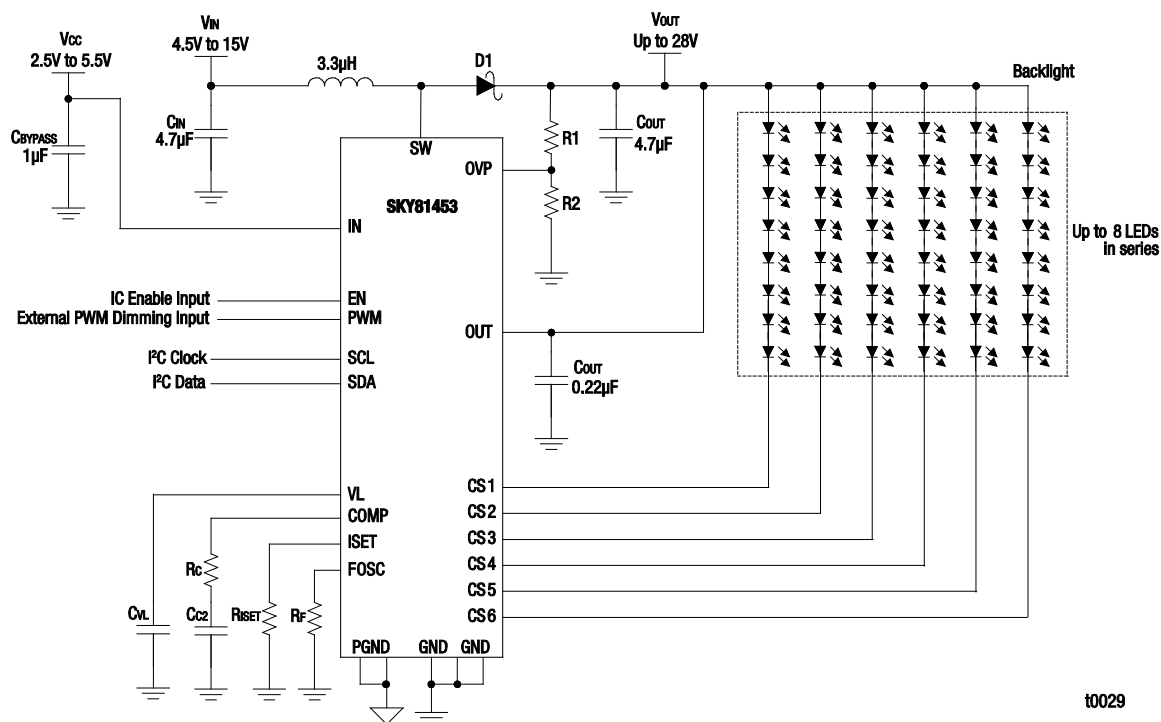 Vcc
2.5V to 5.5V
VIN
4.5V to 15V
3.3µH
D1
VOUT
Up to 28V
Backlight
CBYPASS
1µF
CIN
4.7µF
SW
R1
COUT
4.7µF
OVP
R2
SKY81453
IN
Up to 8 LEDs
in series
IC Enable Input
EN
External PWM Dimming Input
PWM
OUT
I²C Clock
SCL
I²C Data
SDA
COUT
0.22µF
VL
COMP
ISET
FOSC
CS1
CS2
CS3
CS4
CS5
CS6
RC
CVL
CC2
RISET
RF
PGND
GND
GND
t0029